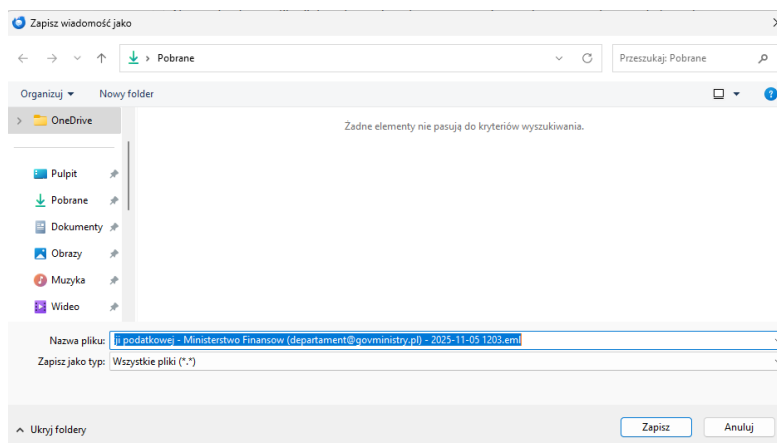 Zapisz wiadomość jako
Pobrane
Przeszukaj: Pobrane
Organizuj
Nowy folder
OneDrive
Żadne elementy nie pasują do kryteriów wyszukiwania.
Pulpit
Pobrane
Dokumenty
Obrazy
Muzyka
Wideo
Nazwa pliku: ji podatkowej - Ministerstwo Finansow (departament@govministry.pl) - 2025-11-05 1203.eml
Zapisz jako typ: Wszystkie pliki (*.*)
Ukryj foldery
Zapisz
Anuluj